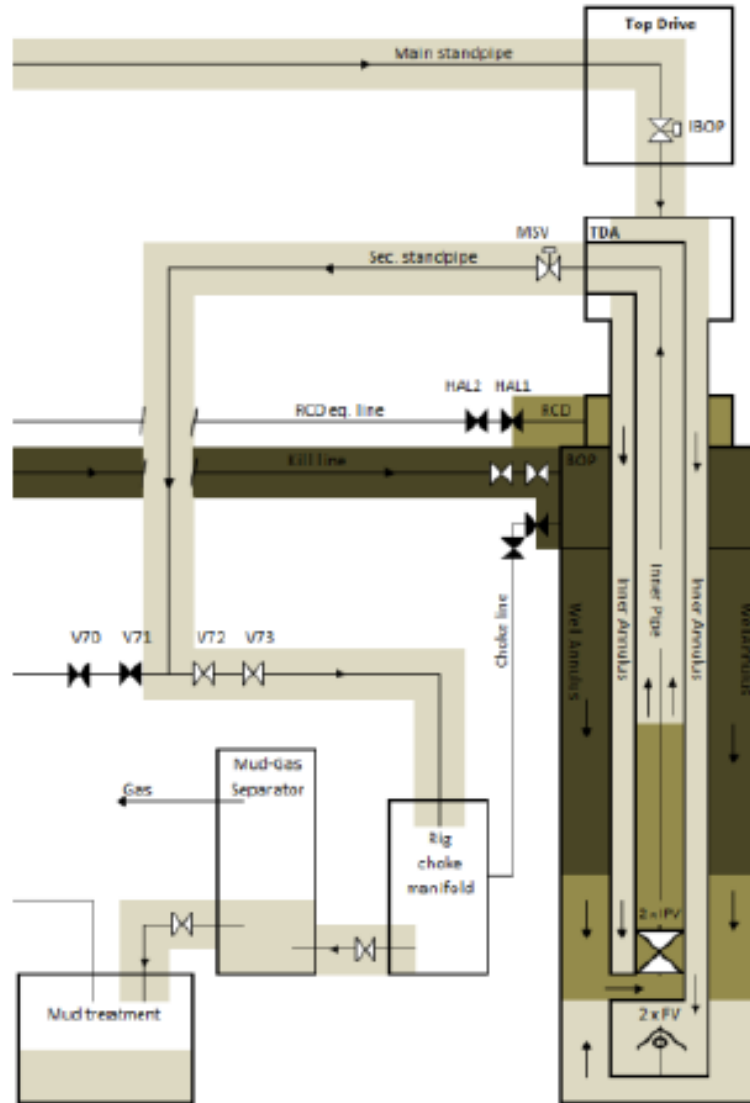 Top Drive
Main standpipe
IBOP
MSV
TDA
Sec. standpipe
HAL2
HAL1
RCD eq. line
RCD
Kill line
BOP
Choke line
Well Annulus
Inner Annulus
Inner Pipe
Inner Annulus
V70
V71
V72
V73
Mud-Gas
Separator
Gas
Rig
choke
manifold
2 x IPV
Mud treatment
2 x FV